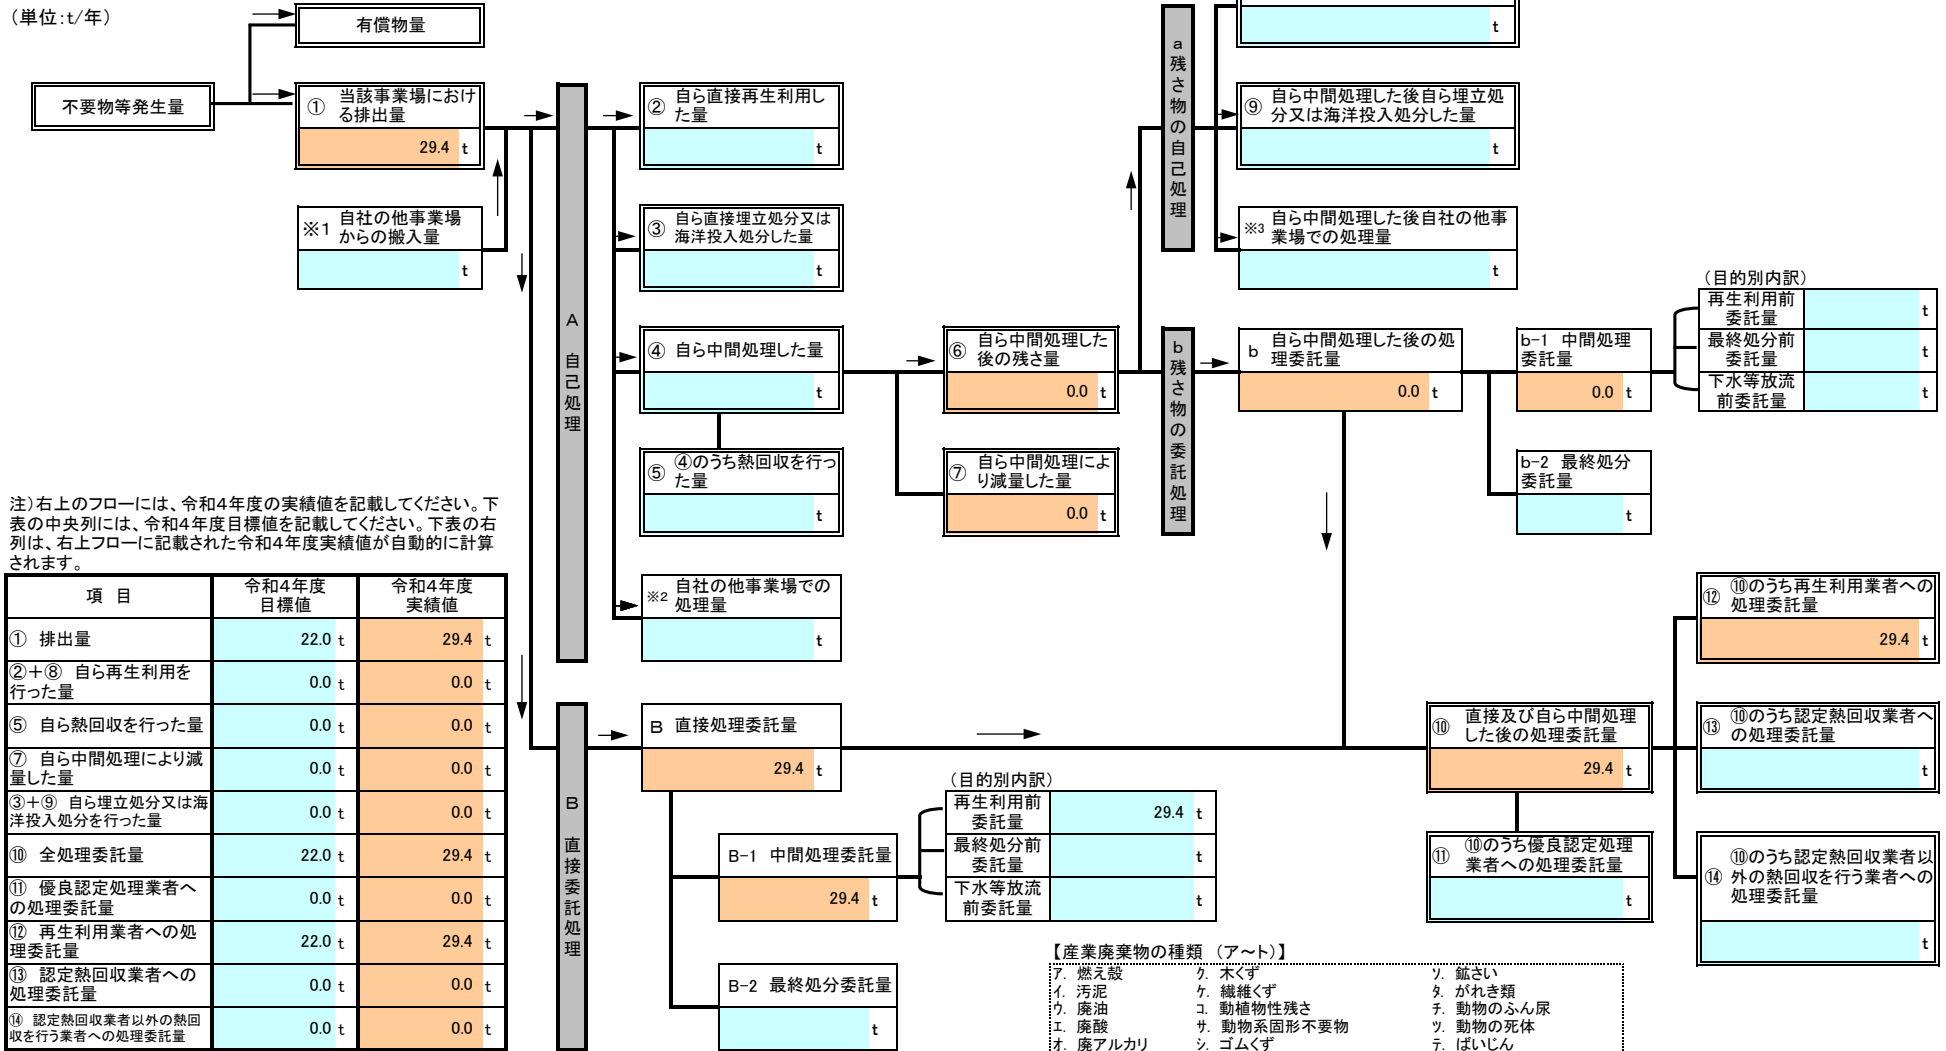 (単位:t/年)
有償物量
不要物等発生量
① 当該事業場におけ
る排出量
29.4 t
※1 自社の他事業場
からの搬入量
t
A 自己処理
② 自ら直接再生利用し
た量
t
③ 自ら直接埋立処分又は
海洋投入処分した量
t
④ 自ら中間処理した量
t
⑤ ④のうち熱回収を行っ
た量
t
※2 自社の他事業場での
処理量
t
⑥ 自ら中間処理した
後の残さ量
0.0 t
⑦ 自ら中間処理によ
り減量した量
0.0 t
a 残さ物の自己処理
t
⑨ 自ら中間処理した後自ら埋立処
分又は海洋投入処分した量
t
※3 自ら中間処理した後自社の他事
業場での処理量
t
b 残さ物の委託処理
b 自ら中間処理した後の処
理委託量
0.0 t
b-1 中間処理
委託量
0.0 t
b-2 最終処分
委託量
t
(目的別内訳)
再生利用前
委託量
t
最終処分前
委託量
t
下水等放流
前委託量
t
注)右上のフローには、令和4年度の実績値を記載してください。下
表の中央列には、令和4年度目標値を記載してください。下表の右
列は、右上フローに記載された令和4年度実績値が自動的に計算
されます。
項 目
令和4年度
目標値
令和4年度
実績値
① 排出量 22.0 t 29.4 t
②+⑧ 自ら再生利用を
行った量 0.0 t 0.0 t
⑤ 自ら熱回収を行った量 0.0 t 0.0 t
⑦ 自ら中間処理により減
量した量 0.0 t 0.0 t
③+⑨ 自ら埋立処分又は海
洋投入処分を行った量 0.0 t 0.0 t
⑩ 全処理委託量 22.0 t 29.4 t
⑪ 優良認定処理業者へ
の処理委託量 0.0 t 0.0 t
⑫ 再生利用業者への処
理委託量 22.0 t 29.4 t
⑬ 認定熱回収業者への
処理委託量 0.0 t 0.0 t
⑭ 認定熱回収業者以外の熱回
収を行う業者への処理委託量 0.0 t 0.0 t
B 直接委託処理
B 直接処理委託量
29.4 t
B-1 中間処理委託量
29.4 t
B-2 最終処分委託量
t
(目的別内訳)
再生利用前
委託量
29.4 t
最終処分前
委託量
t
下水等放流
前委託量
t
⑩ 直接及び自ら中間処理
した後の処理委託量
29.4 t
⑪ ⑩のうち優良認定処理
業者への処理委託量
t
⑫ ⑩のうち再生利用業者への
処理委託量
29.4 t
⑬ ⑩のうち認定熱回収業者へ
の処理委託量
t
⑭ ⑩のうち認定熱回収業者以
外の熱回収を行う業者への
処理委託量
t
【産業廃棄物の種類 (ア~ト)】
ア. 燃え殻 ク. 木くず ソ. 鉱さい
イ. 汚泥 ケ. 繊維くず タ. がれき類
ウ. 廃油 コ. 動植物性残さ チ. 動物のふん尿
エ. 廃酸 サ. 動物系固形不要物 ツ. 動物の死体
オ. 廃アルカリ シ. ゴムくず テ. ばいじん